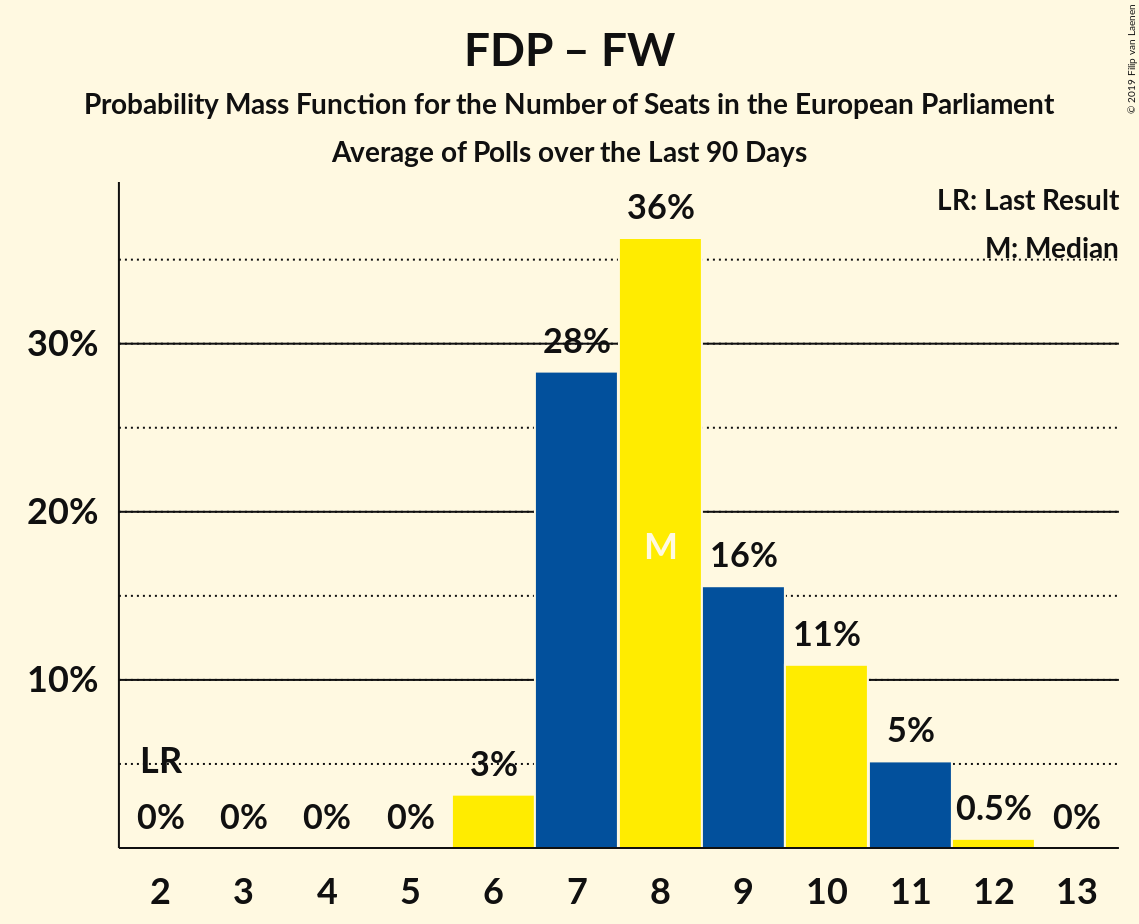 FDP – FW
Probability Mass Function for the Number of Seats in the European Parliament
Average of Polls over the Last 90 Days
© 2019 Filip van Laenen
LR: Last Result
M: Median
36%
28%
30%
M
16%
20%
11%
10%
5%
LR
3%
0% 0% 0% 0% 0.5% 0%
2 3 4 5 6 7 8 9 10 11 12 13